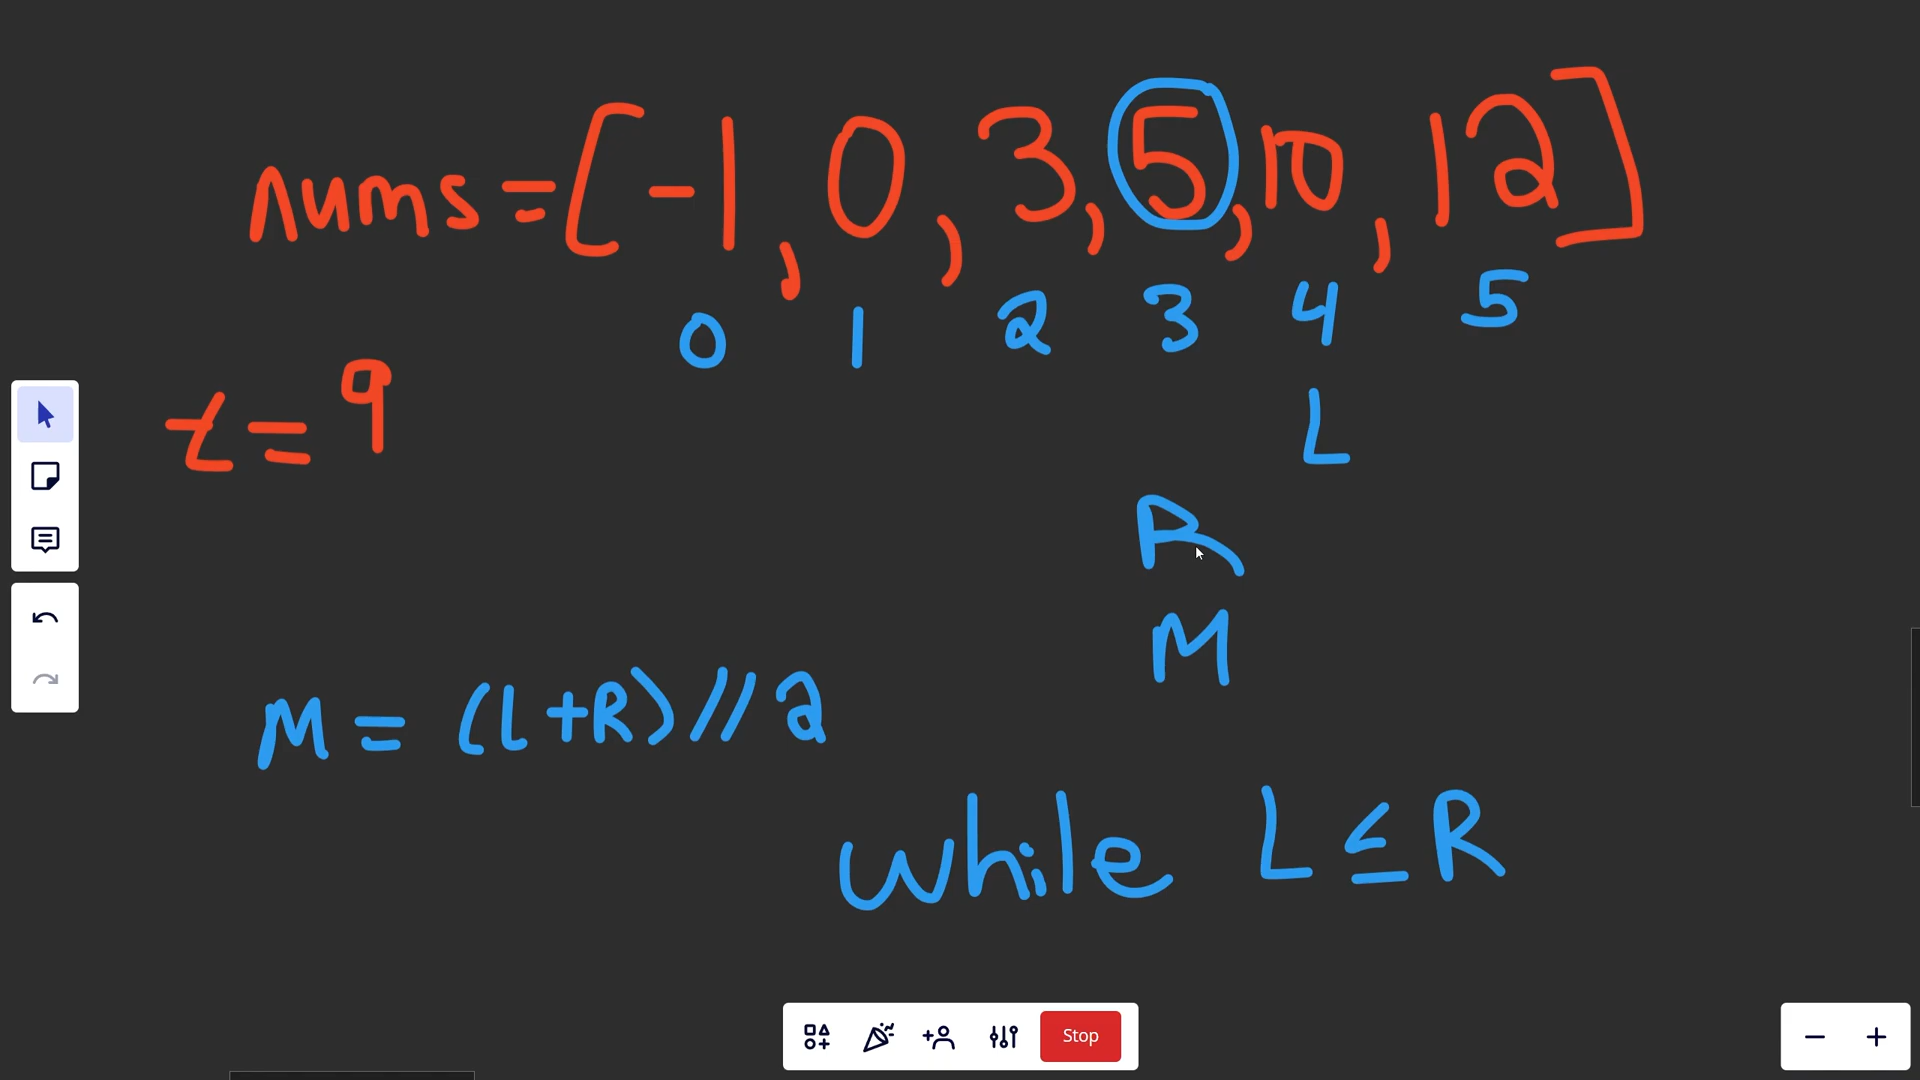 nums=[-1,0,3,5,10,12]
0 1 2 3 4 5
t=9
L
R
M
M=(L+R)//2
while L≤R
Stop